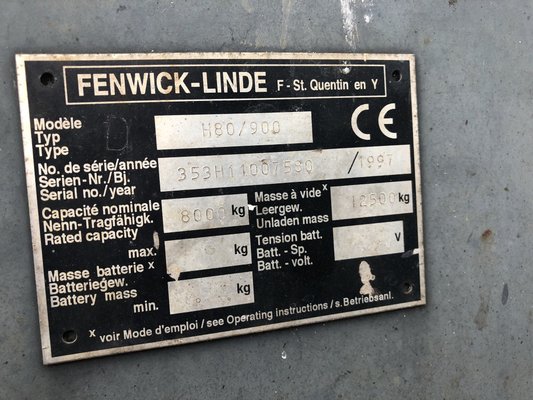 FENWICK-LINDE F - St. Quentin en Y
Modèle
Typ
Type
D H80/900
CE
No. de série/année
Serien-Nr./Bj.
Serial no./year
/1997
Capacité nominale
Nenn-Tragfähigk.
Rated capacity
8000 kg
Masse à vide x
Leergew.
Unladen mass
12500 kg
max.
kg
Tension batt.
Batt. - Sp.
Batt. - volt.
V
Masse batterie x
Batteriegew.
Battery mass
min.
kg
x voir Mode d'emploi / see Operating instructions / s. Betriebsanl.